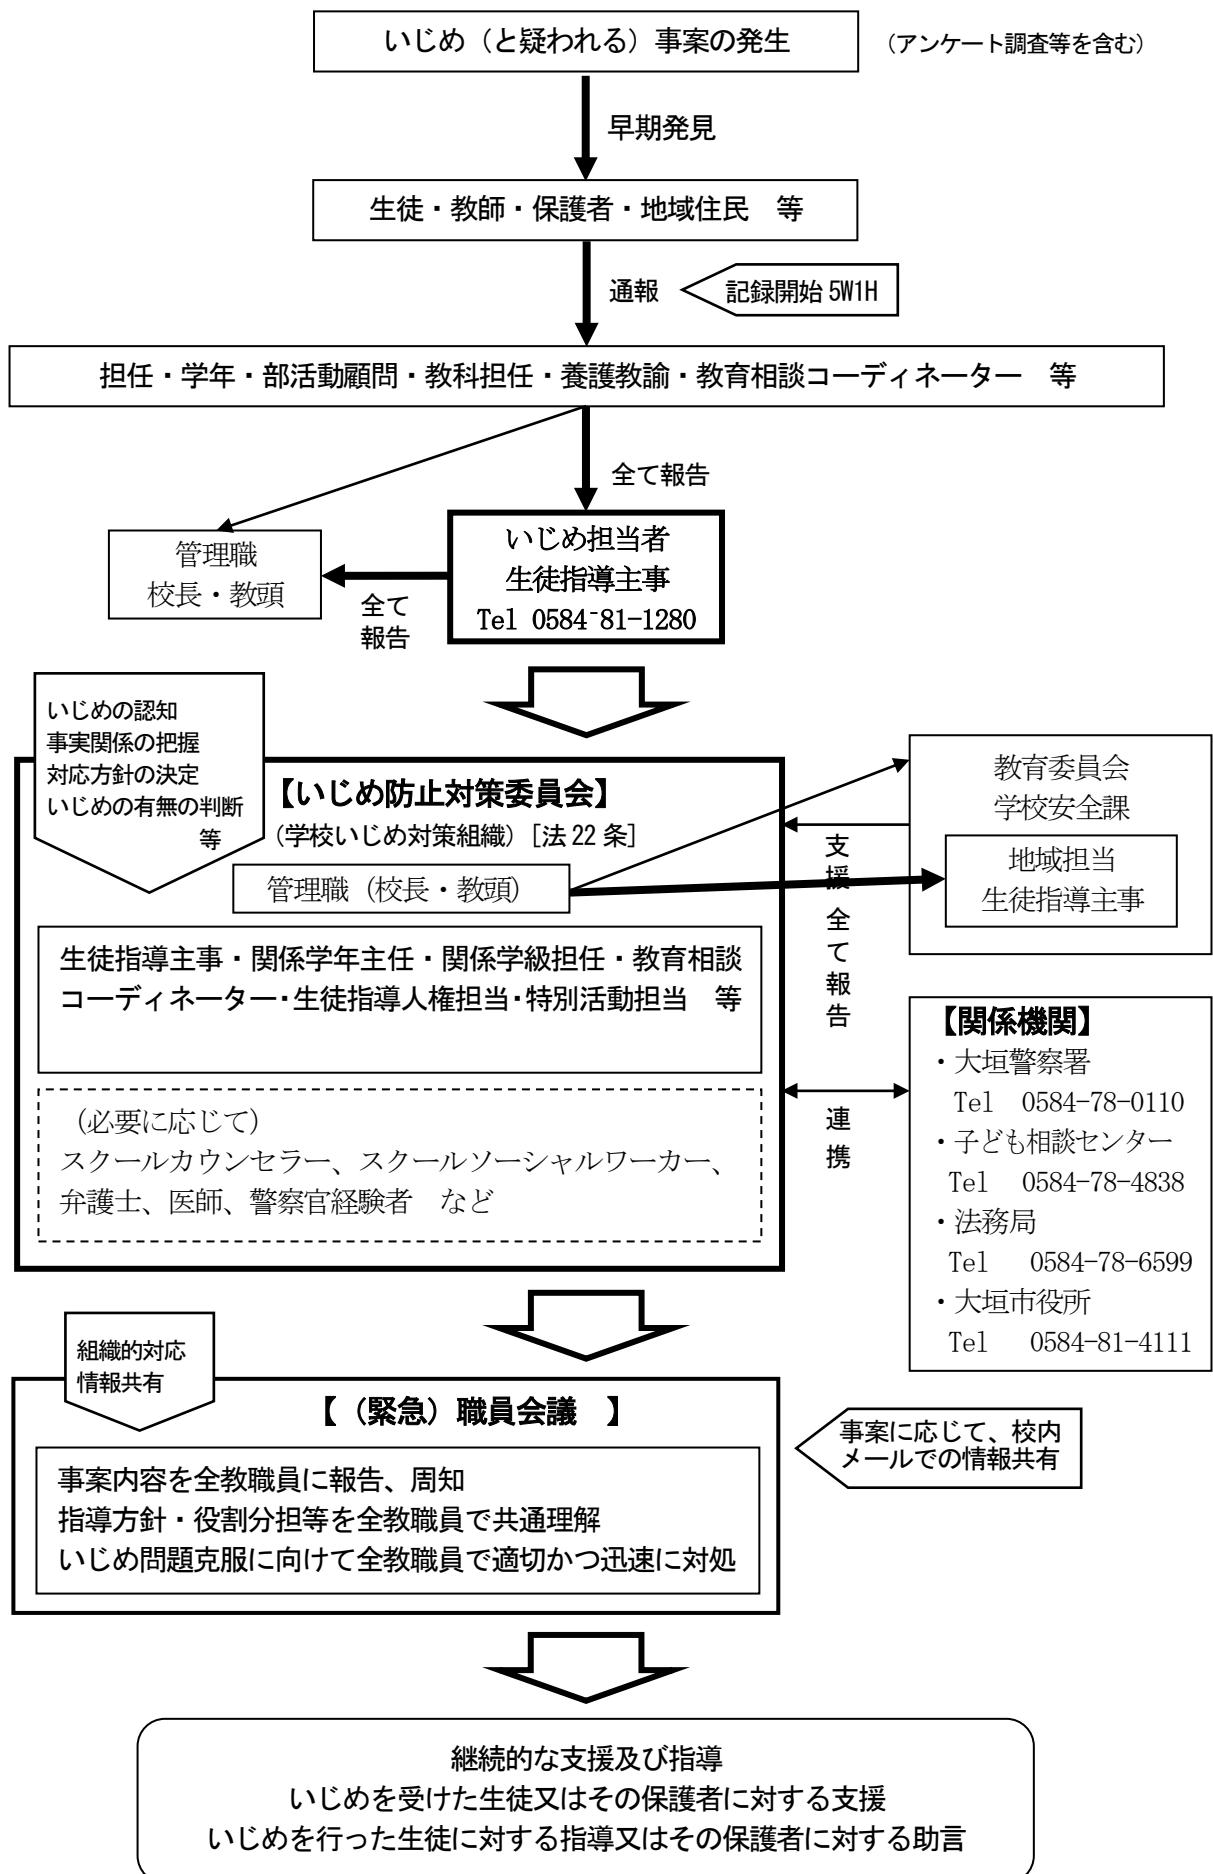 いじめ（と疑われる）事案の発生
（アンケート調査等を含む）
早期発見
生徒・教師・保護者・地域住民　等
通報
記録開始 5W1H
担任・学年・部活動顧問・教科担任・養護教諭・教育相談コーディネーター　等
全て報告
管理職
校長・教頭
全て
報告
いじめ担当者
生徒指導主事
Tel 0584-81-1280
いじめの認知
事実関係の把握
対応方針の決定
いじめの有無の判断
等
【いじめ防止対策委員会】
（学校いじめ対策組織）［法 22 条］
管理職（校長・教頭）
生徒指導主事・関係学年主任・関係学級担任・教育相談
コーディネーター・生徒指導人権担当・特別活動担当　等
（必要に応じて）
スクールカウンセラー、スクールソーシャルワーカー、
弁護士、医師、警察官経験者　など
支援
全て報告
連携
教育委員会
学校安全課
地域担当
生徒指導主事
【関係機関】
・大垣警察署
Tel　0584-78-0110
・子ども相談センター
Tel　0584-78-4838
・法務局
Tel　0584-78-6599
・大垣市役所
Tel　0584-81-4111
組織的対応
情報共有
【（緊急）職員会議　】
事案内容を全教職員に報告、周知
指導方針・役割分担等を全教職員で共通理解
いじめ問題克服に向けて全教職員で適切かつ迅速に対処
事案に応じて、校内
メールでの情報共有
継続的な支援及び指導
いじめを受けた生徒又はその保護者に対する支援
いじめを行った生徒に対する指導又はその保護者に対する助言